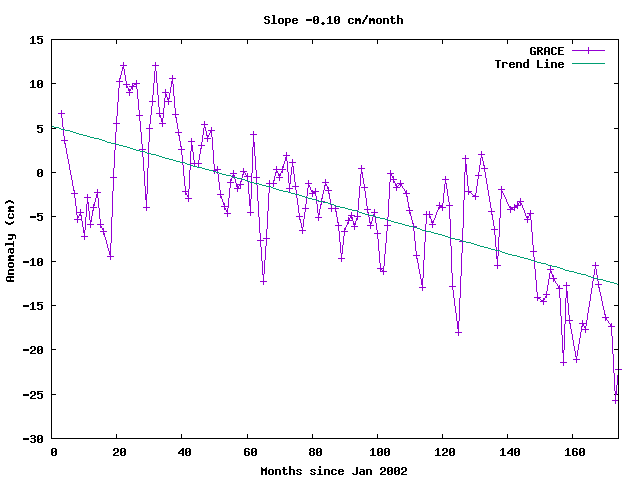 Slope -0.10 cm/month
15
GRACE
Trend Line
10
5
0
-5
-10
-15
-20
-25
-30
Anomaly (cm)
0 20 40 60 80 100 120 140 160
Months since Jan 2002